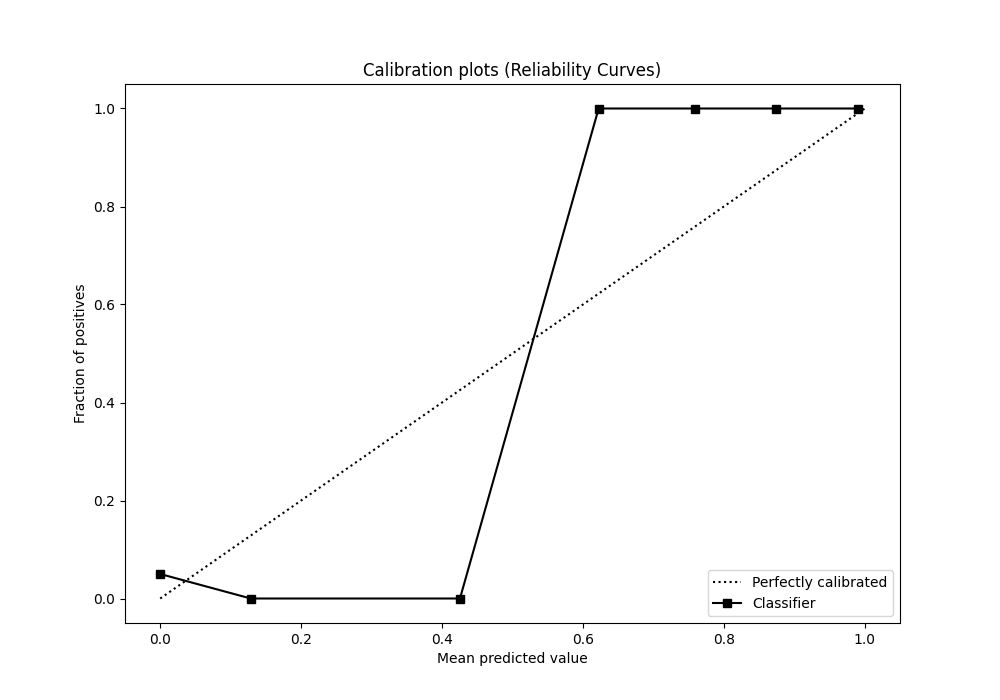 Calibration plots (Reliability Curves)
1.0
0.8
0.6
0.4
0.2
0.0
Fraction of positives
Perfectly calibrated
Classifier
0.0 0.2 0.4 0.6 0.8 1.0
Mean predicted value